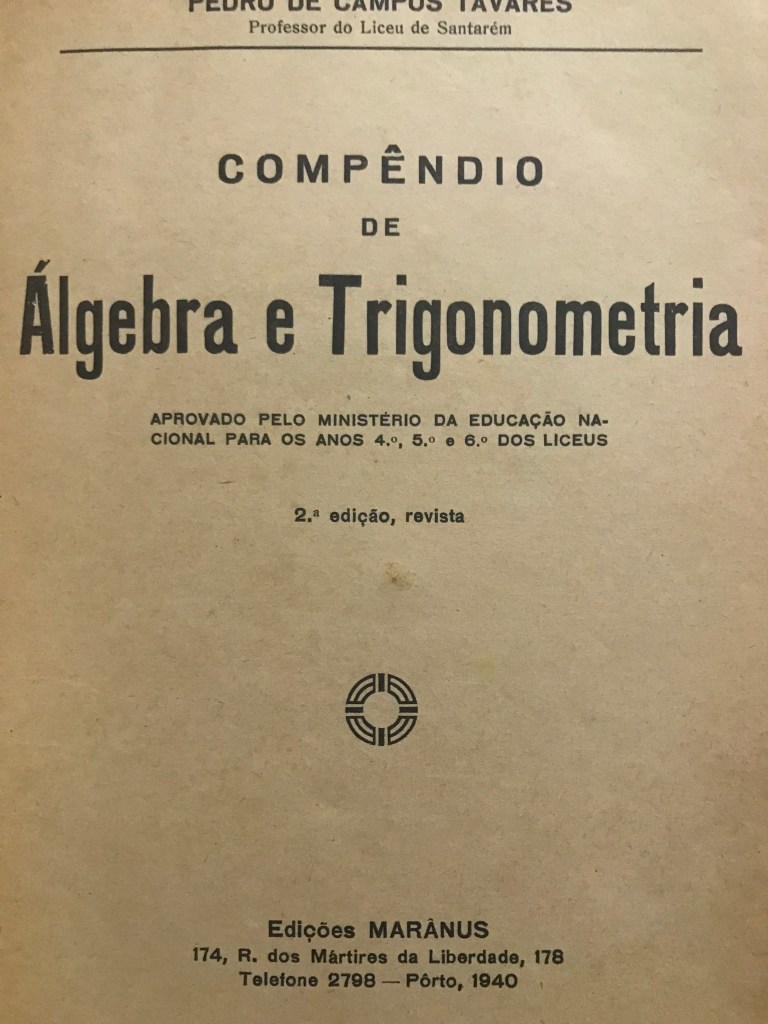 PEDRO DE CAMPOS TAVARES
Professor do Liceu de Santarém
COMPÊNDIO
DE
Álgebra e Trigonometria
APROVADO PELO MINISTÉRIO DA EDUCAÇÃO NA-
CIONAL PARA OS ANOS 4.º, 5.º e 6.º DOS LICEUS
2.ª edição, revista
Edições MARÂNUS
174, R. dos Mártires da Liberdade, 178
Telefone 2798 — Pôrto, 1940